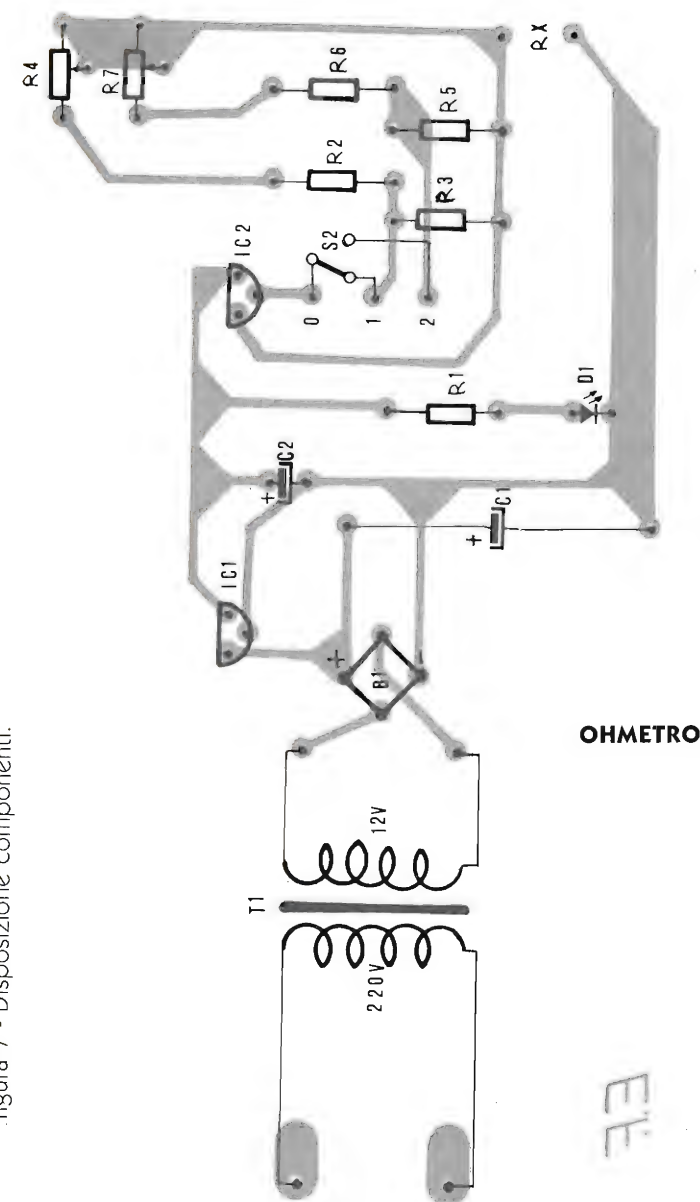 R4
R7
R6
R5
RX
R2
R3
S2
IC2
0
1
2
R1
D1
+
C2
+
C1
IC1
+
B1
-
OHMETRO
T1
12V
220V
igura 7 - Disposizione componenti.